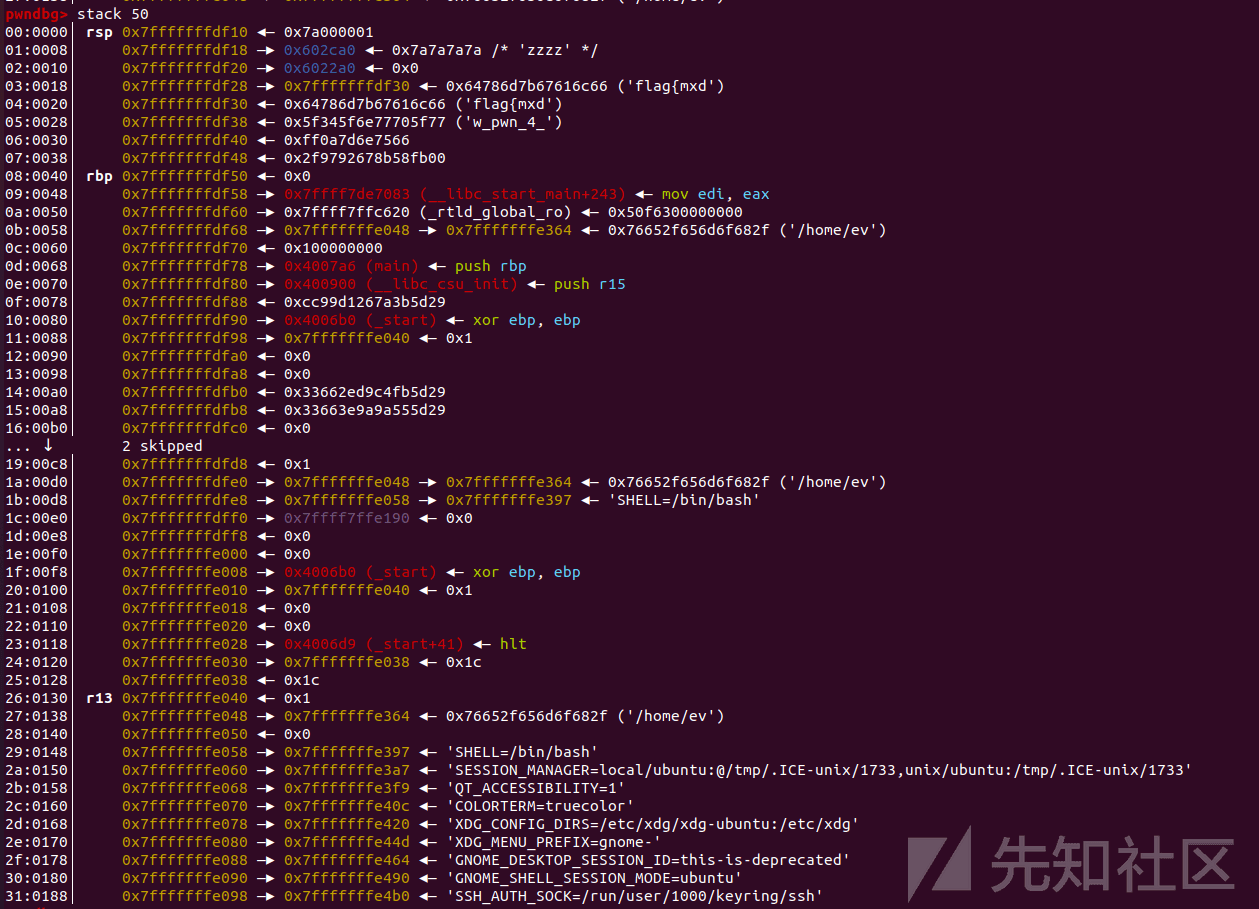 pwndbg> stack 50
00:0000│ rsp 0x7fffffffdf10 ◂— 0x7a000001
01:0008│     0x7fffffffdf18 —▸ 0x602ca0 ◂— 0x7a7a7a7a /* 'zzzz' */
02:0010│     0x7fffffffdf20 —▸ 0x6022a0 ◂— 0x0
03:0018│     0x7fffffffdf28 —▸ 0x7fffffffdf30 ◂— 0x64786d7b67616c66 ('flag{mxd')
04:0020│     0x7fffffffdf30 ◂— 0x64786d7b67616c66 ('flag{mxd')
05:0028│     0x7fffffffdf38 ◂— 0x5f345f6e77705f77 ('w_pwn_4_')
06:0030│     0x7fffffffdf40 ◂— 0xff0a7d6e7566
07:0038│     0x7fffffffdf48 ◂— 0x2f9792678b58fb00
08:0040│ rbp 0x7fffffffdf50 ◂— 0x0
09:0048│     0x7fffffffdf58 —▸ 0x7ffff7de7083 (__libc_start_main+243) ◂— mov edi, eax
0a:0050│     0x7fffffffdf60 —▸ 0x7ffff7ffc620 (_rtld_global_ro) ◂— 0x50f6300000000
0b:0058│     0x7fffffffdf68 —▸ 0x7fffffffe048 —▸ 0x7fffffffe364 ◂— 0x76652f656d6f682f ('/home/ev')
0c:0060│     0x7fffffffdf70 ◂— 0x100000000
0d:0068│     0x7fffffffdf78 —▸ 0x4007a6 (main) ◂— push rbp
0e:0070│     0x7fffffffdf80 —▸ 0x400900 (__libc_csu_init) ◂— push r15
0f:0078│     0x7fffffffdf88 ◂— 0xcc99d1267a3b5d29
10:0080│     0x7fffffffdf90 —▸ 0x4006b0 (_start) ◂— xor ebp, ebp
11:0088│     0x7fffffffdf98 —▸ 0x7fffffffe040 ◂— 0x1
12:0090│     0x7fffffffdfa0 ◂— 0x0
13:0098│     0x7fffffffdfa8 ◂— 0x0
14:00a0│     0x7fffffffdfb0 ◂— 0x33662ed9c4fb5d29
15:00a8│     0x7fffffffdfb8 ◂— 0x33663e9a9a555d29
16:00b0│     0x7fffffffdfc0 ◂— 0x0
... ↓        2 skipped
19:00c8│     0x7fffffffdfd8 ◂— 0x1
1a:00d0│     0x7fffffffdfe0 —▸ 0x7fffffffe048 —▸ 0x7fffffffe364 ◂— 0x76652f656d6f682f ('/home/ev')
1b:00d8│     0x7fffffffdfe8 —▸ 0x7fffffffe058 —▸ 0x7fffffffe397 ◂— 'SHELL=/bin/bash'
1c:00e0│     0x7fffffffdff0 —▸ 0x7ffff7ffe190 ◂— 0x0
1d:00e8│     0x7fffffffdff8 ◂— 0x0
1e:00f0│     0x7fffffffe000 ◂— 0x0
1f:00f8│     0x7fffffffe008 —▸ 0x4006b0 (_start) ◂— xor ebp, ebp
20:0100│     0x7fffffffe010 —▸ 0x7fffffffe040 ◂— 0x1
21:0108│     0x7fffffffe018 ◂— 0x0
22:0110│     0x7fffffffe020 ◂— 0x0
23:0118│     0x7fffffffe028 —▸ 0x4006d9 (_start+41) ◂— hlt
24:0120│     0x7fffffffe030 —▸ 0x7fffffffe038 ◂— 0x1c
25:0128│     0x7fffffffe038 ◂— 0x1c
26:0130│ r13 0x7fffffffe040 ◂— 0x1
27:0138│     0x7fffffffe048 —▸ 0x7fffffffe364 ◂— 0x76652f656d6f682f ('/home/ev')
28:0140│     0x7fffffffe050 ◂— 0x0
29:0148│     0x7fffffffe058 —▸ 0x7fffffffe397 ◂— 'SHELL=/bin/bash'
2a:0150│     0x7fffffffe060 —▸ 0x7fffffffe3a7 ◂— 'SESSION_MANAGER=local/ubuntu:@/tmp/.ICE-unix/1733,unix/ubuntu:/tmp/.ICE-unix/1733'
2b:0158│     0x7fffffffe068 —▸ 0x7fffffffe3f9 ◂— 'QT_ACCESSIBILITY=1'
2c:0160│     0x7fffffffe070 —▸ 0x7fffffffe40c ◂— 'COLORTERM=truecolor'
2d:0168│     0x7fffffffe078 —▸ 0x7fffffffe420 ◂— 'XDG_CONFIG_DIRS=/etc/xdg/xdg-ubuntu:/etc/xdg'
2e:0170│     0x7fffffffe080 —▸ 0x7fffffffe44d ◂— 'XDG_MENU_PREFIX=gnome-'
2f:0178│     0x7fffffffe088 —▸ 0x7fffffffe464 ◂— 'GNOME_DESKTOP_SESSION_ID=this-is-deprecated'
30:0180│     0x7fffffffe090 —▸ 0x7fffffffe490 ◂— 'GNOME_SHELL_SESSION_MODE=ubuntu'
31:0188│     0x7fffffffe098 —▸ 0x7fffffffe4b0 ◂— 'SSH_AUTH_SOCK=/run/user/1000/keyring/ssh'
先知社区